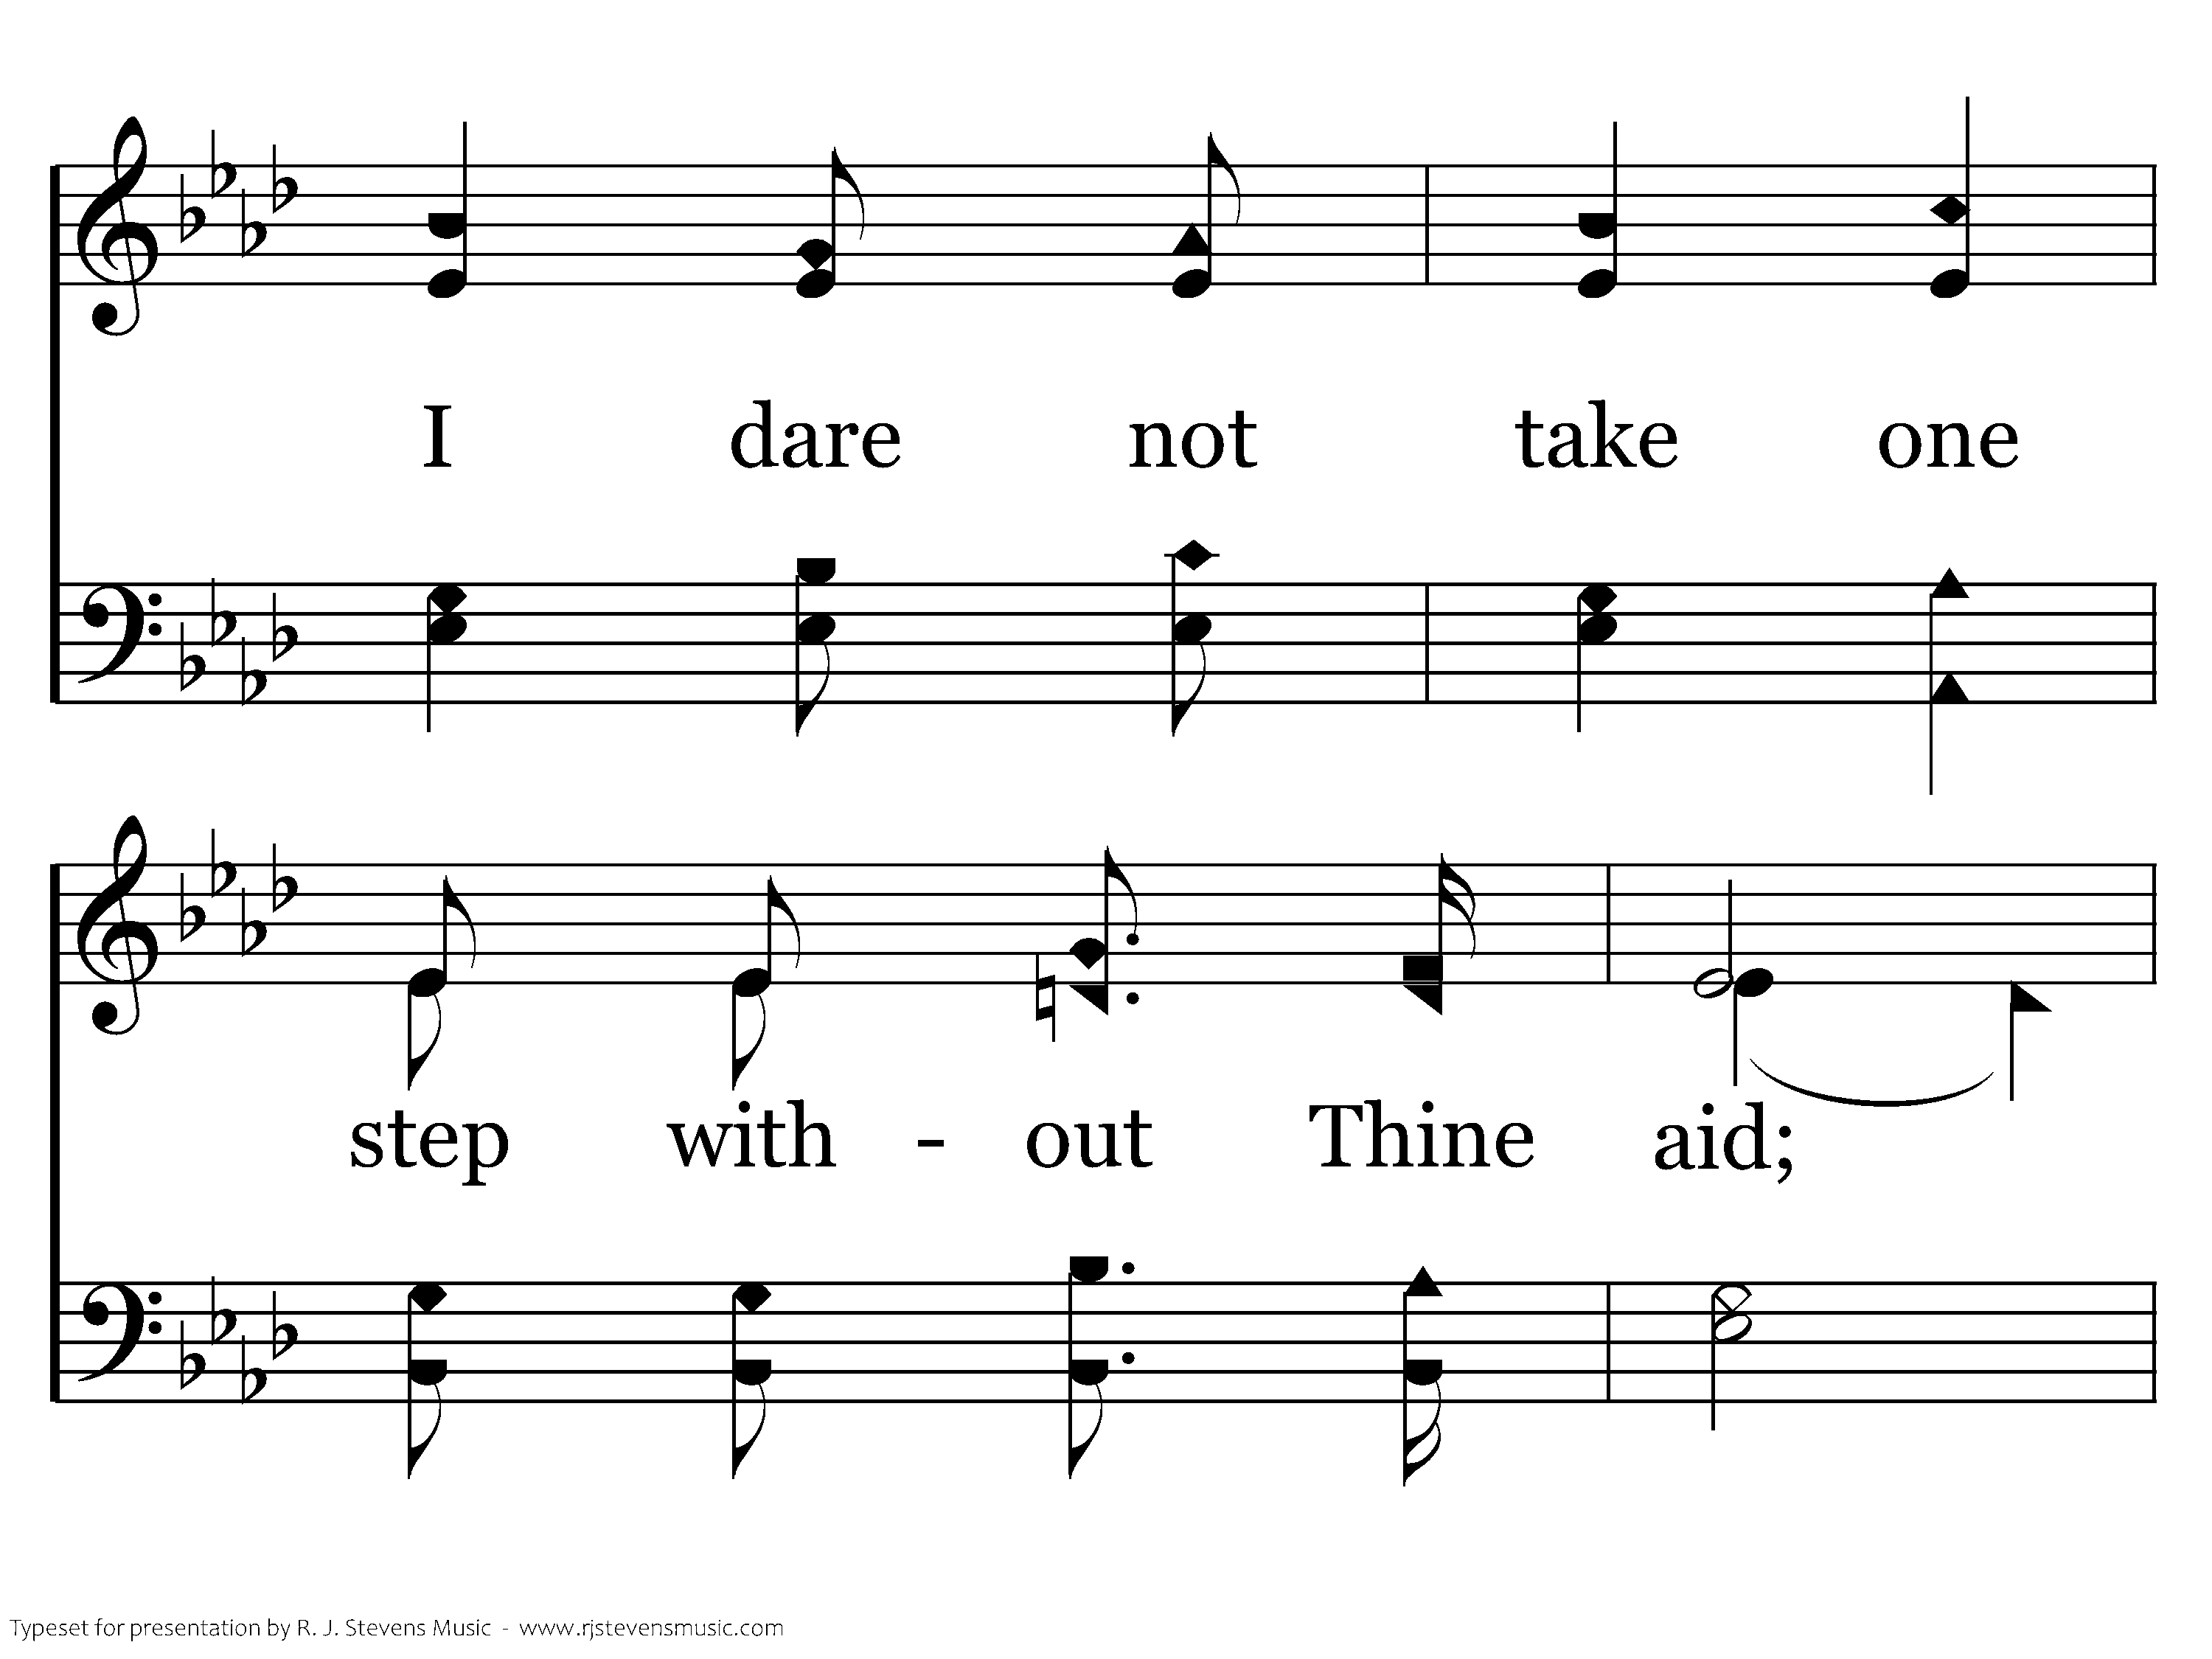 I dare not take one
step with - out Thine aid;
Typeset for presentation by R. J. Stevens Music - www.rjstevensmusic.com